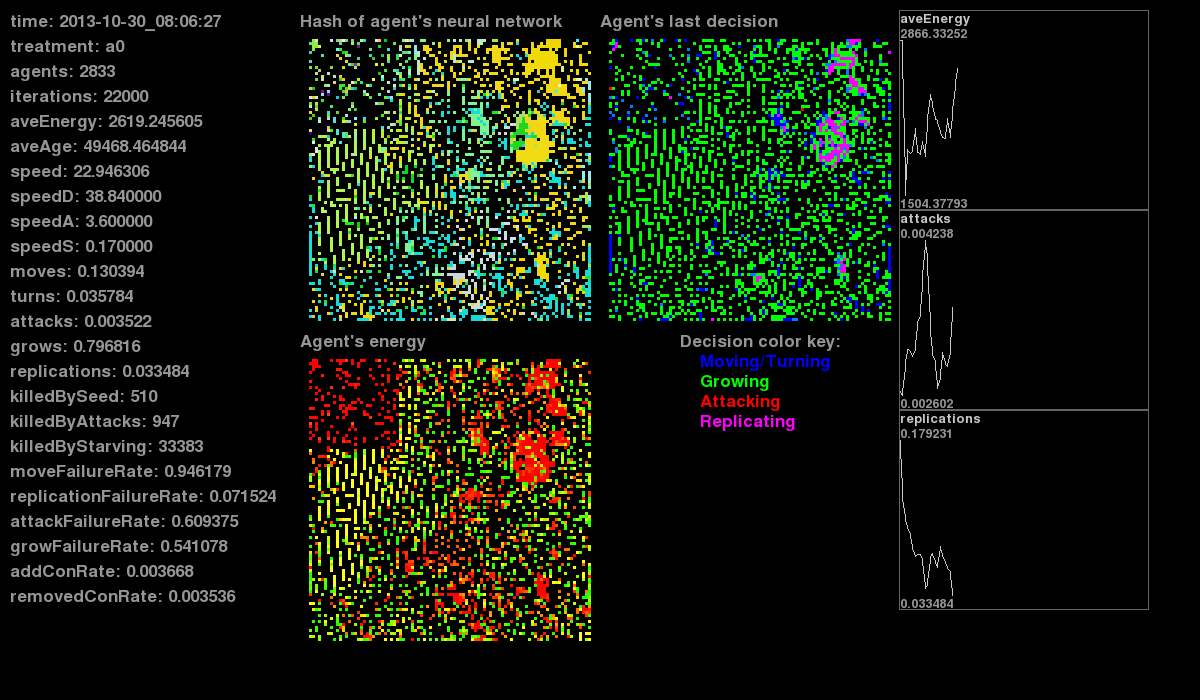 time: 2013-10-30_08:06:27
treatment: a0
agents: 2833
iterations: 22000
aveEnergy: 2619.245605
aveAge: 49468.464844
speed: 22.946306
speedD: 38.840000
speedA: 3.600000
speedS: 0.170000
moves: 0.130394
turns: 0.035784
attacks: 0.003522
grows: 0.796816
replications: 0.033484
killedBySeed: 510
killedByAttacks: 947
killedByStarving: 33383
moveFailureRate: 0.946179
replicationFailureRate: 0.071524
attackFailureRate: 0.609375
growFailureRate: 0.541078
addConRate: 0.003668
removedConRate: 0.003536
Hash of agent's neural network
Agent's last decision
Agent's energy
Decision color key:
Moving/Turning
Growing
Attacking
Replicating
aveEnergy
2866.33252
1504.37793
attacks
0.004238
0.002602
replications
0.179231
0.033484